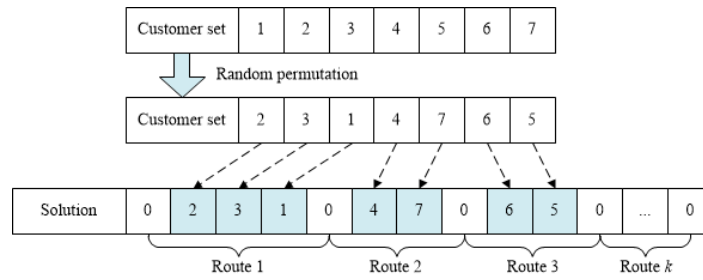 Customer set 1 2 3 4 5 6 7
Random permutation
Customer set 2 3 1 4 7 6 5
Solution 0 2 3 1 0 4 7 0 6 5 0 ... 0
Route 1 Route 2 Route 3 Route k